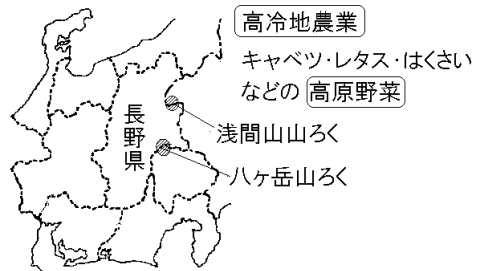 高冷地農業
キャベツ・レタス・はくさい
などの 高原野菜
長野県
浅間山山ろく
八ヶ岳山ろく